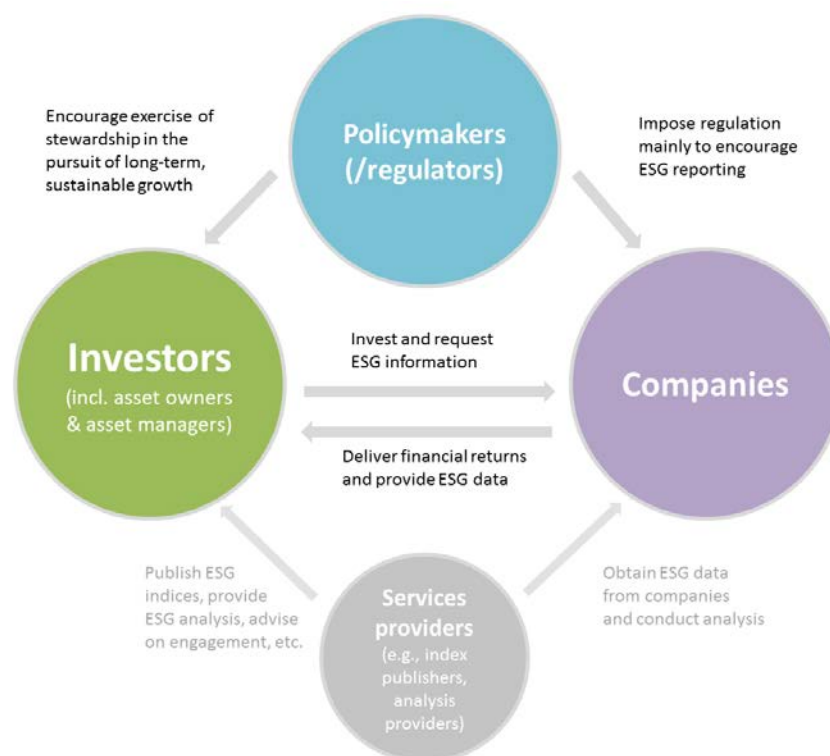 Policymakers
(/regulators)
Encourage exercise of
stewardship in the
pursuit of long-term,
sustainable growth
Impose regulation
mainly to encourage
ESG reporting
Investors
(incl. asset owners
& asset managers)
Invest and request
ESG information
Deliver financial returns
and provide ESG data
Companies
Publish ESG
indices, provide
ESG analysis, advise
on engagement, etc.
Services
providers
(e.g., index
publishers,
analysis
providers)
Obtain ESG data
from companies
and conduct analysis